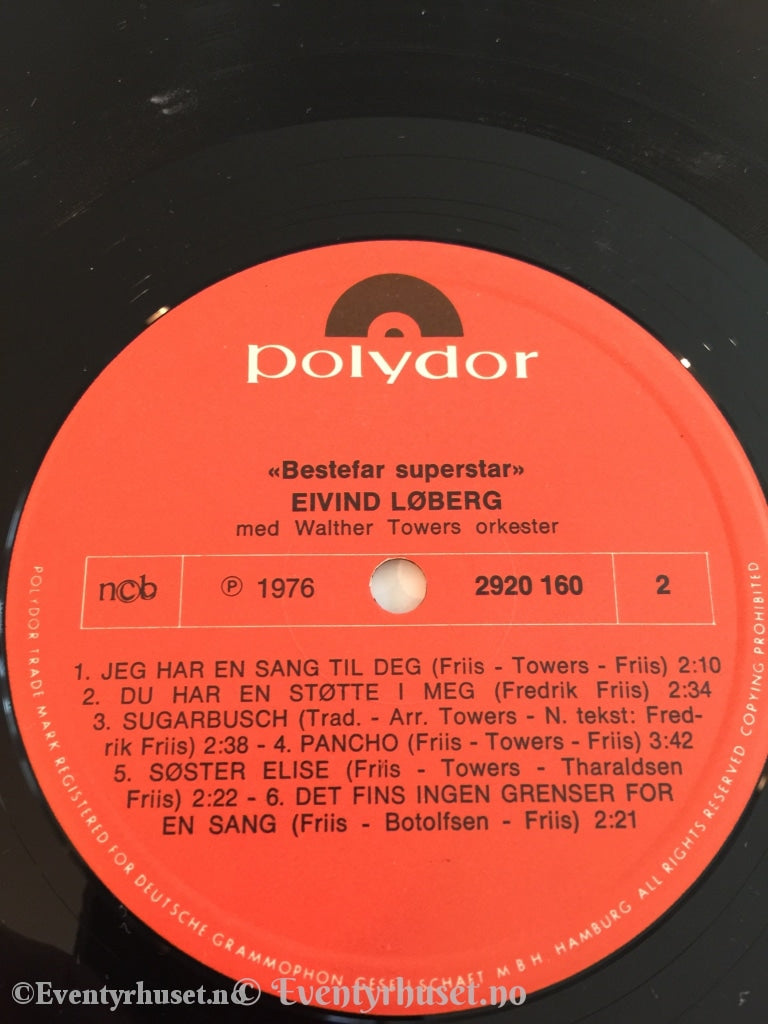 polydor
«Bestefar superstar»
EIVIND LØBERG
med Walther Towers orkester
ncb ℗ 1976 2920 160 2
1. JEG HAR EN SANG TIL DEG (Friis - Towers - Friis) 2:10
2. DU HAR EN STØTTE I MEG (Fredrik Friis) 2:34
3. SUGARBUSCH (Trad. - Arr. Towers - N. tekst: Fred-
rik Friis) 2:38 - 4. PANCHO (Friis - Towers - Friis) 3:42
5. SØSTER ELISE (Friis - Towers - Tharaldsen
Friis) 2:22 - 6. DET FINS INGEN GRENSER FOR
EN SANG (Friis - Botolfsen - Friis) 2:21
POLYDOR TRADE MARK REGISTERED FOR DEUTSCHE GRAMMOPHON GESELLSCHAFT M B H. HAMBURG ALL RIGHTS RESERVED COPYING PROHIBITED
©Eventyrhuset.no © Eventyrhuset.no